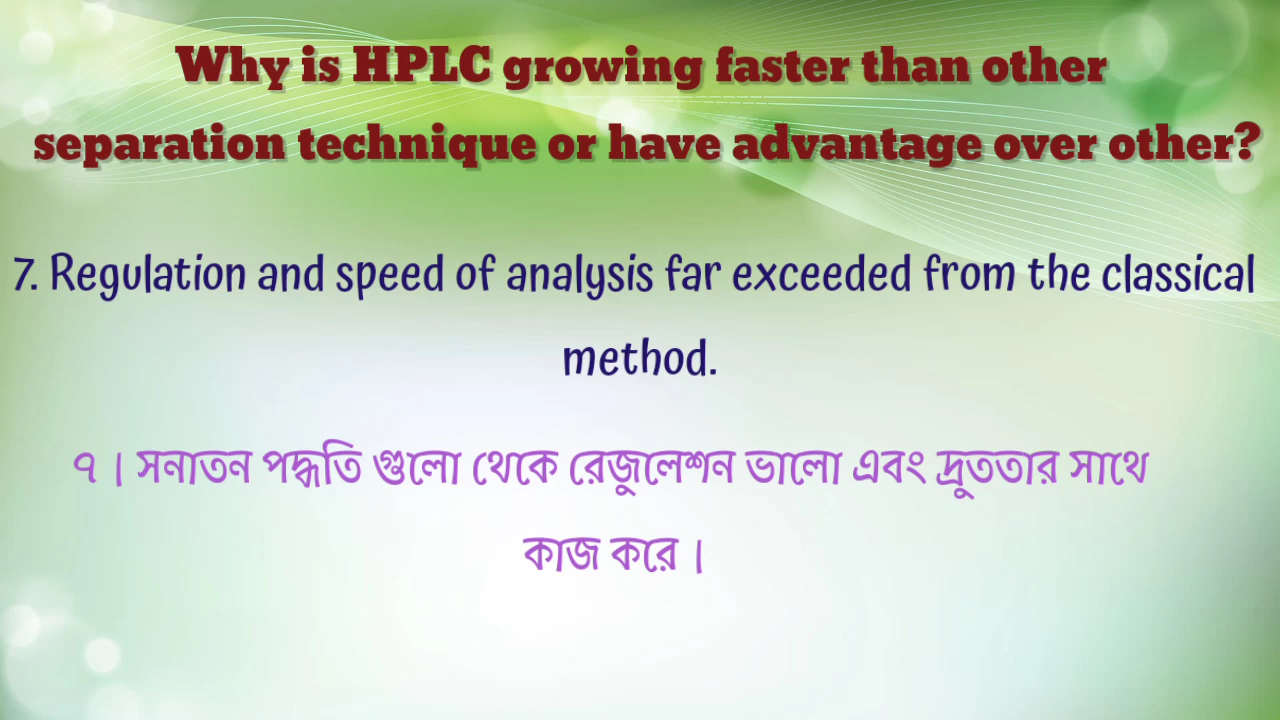 Why is HPLC growing faster than other
separation technique or have advantage over other?
7. Regulation and speed of analysis far exceeded from the classical
method.
৭ । সনাতন পদ্ধতি গুলো থেকে রেজুলেশন ভালো এবং দ্রুততার সাথে
কাজ করে ।